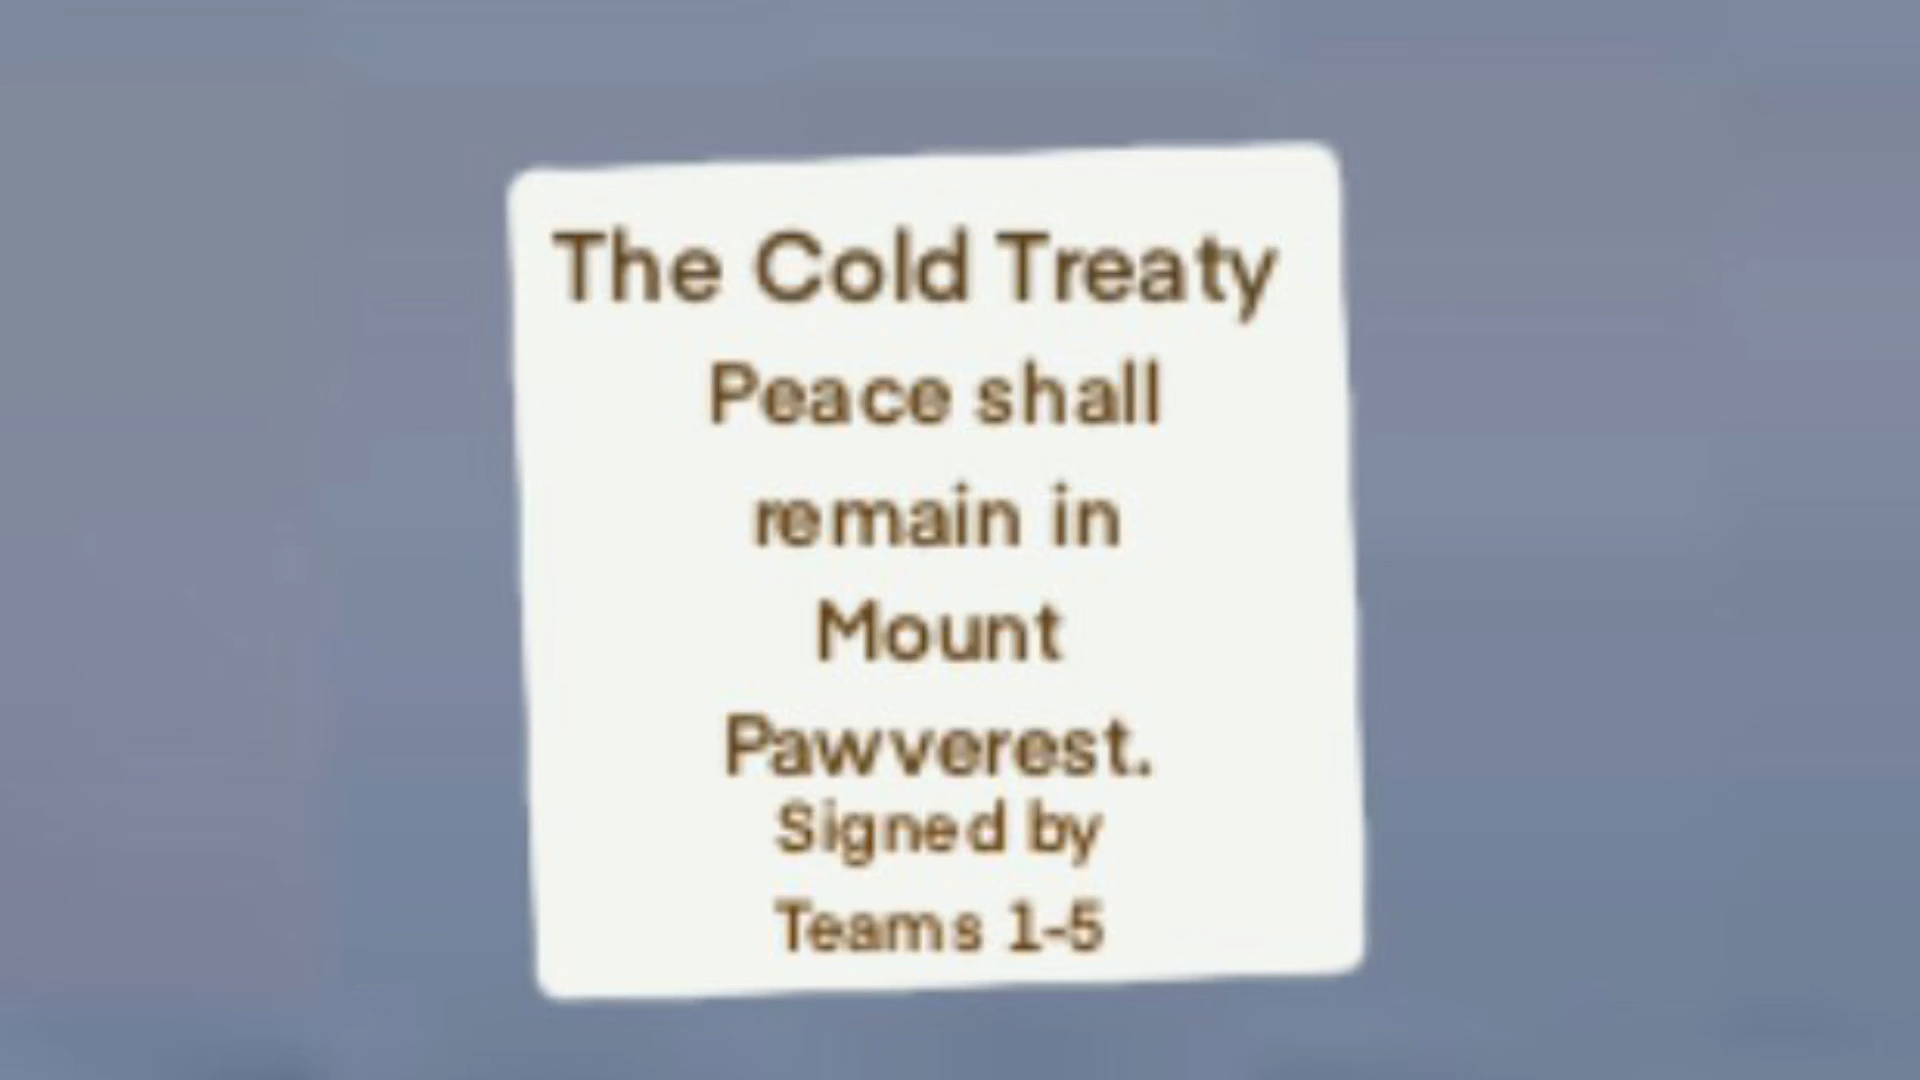 The Cold Treaty
Peace shall
remain in
Mount
Pawverest.
Signed by
Teams 1-5